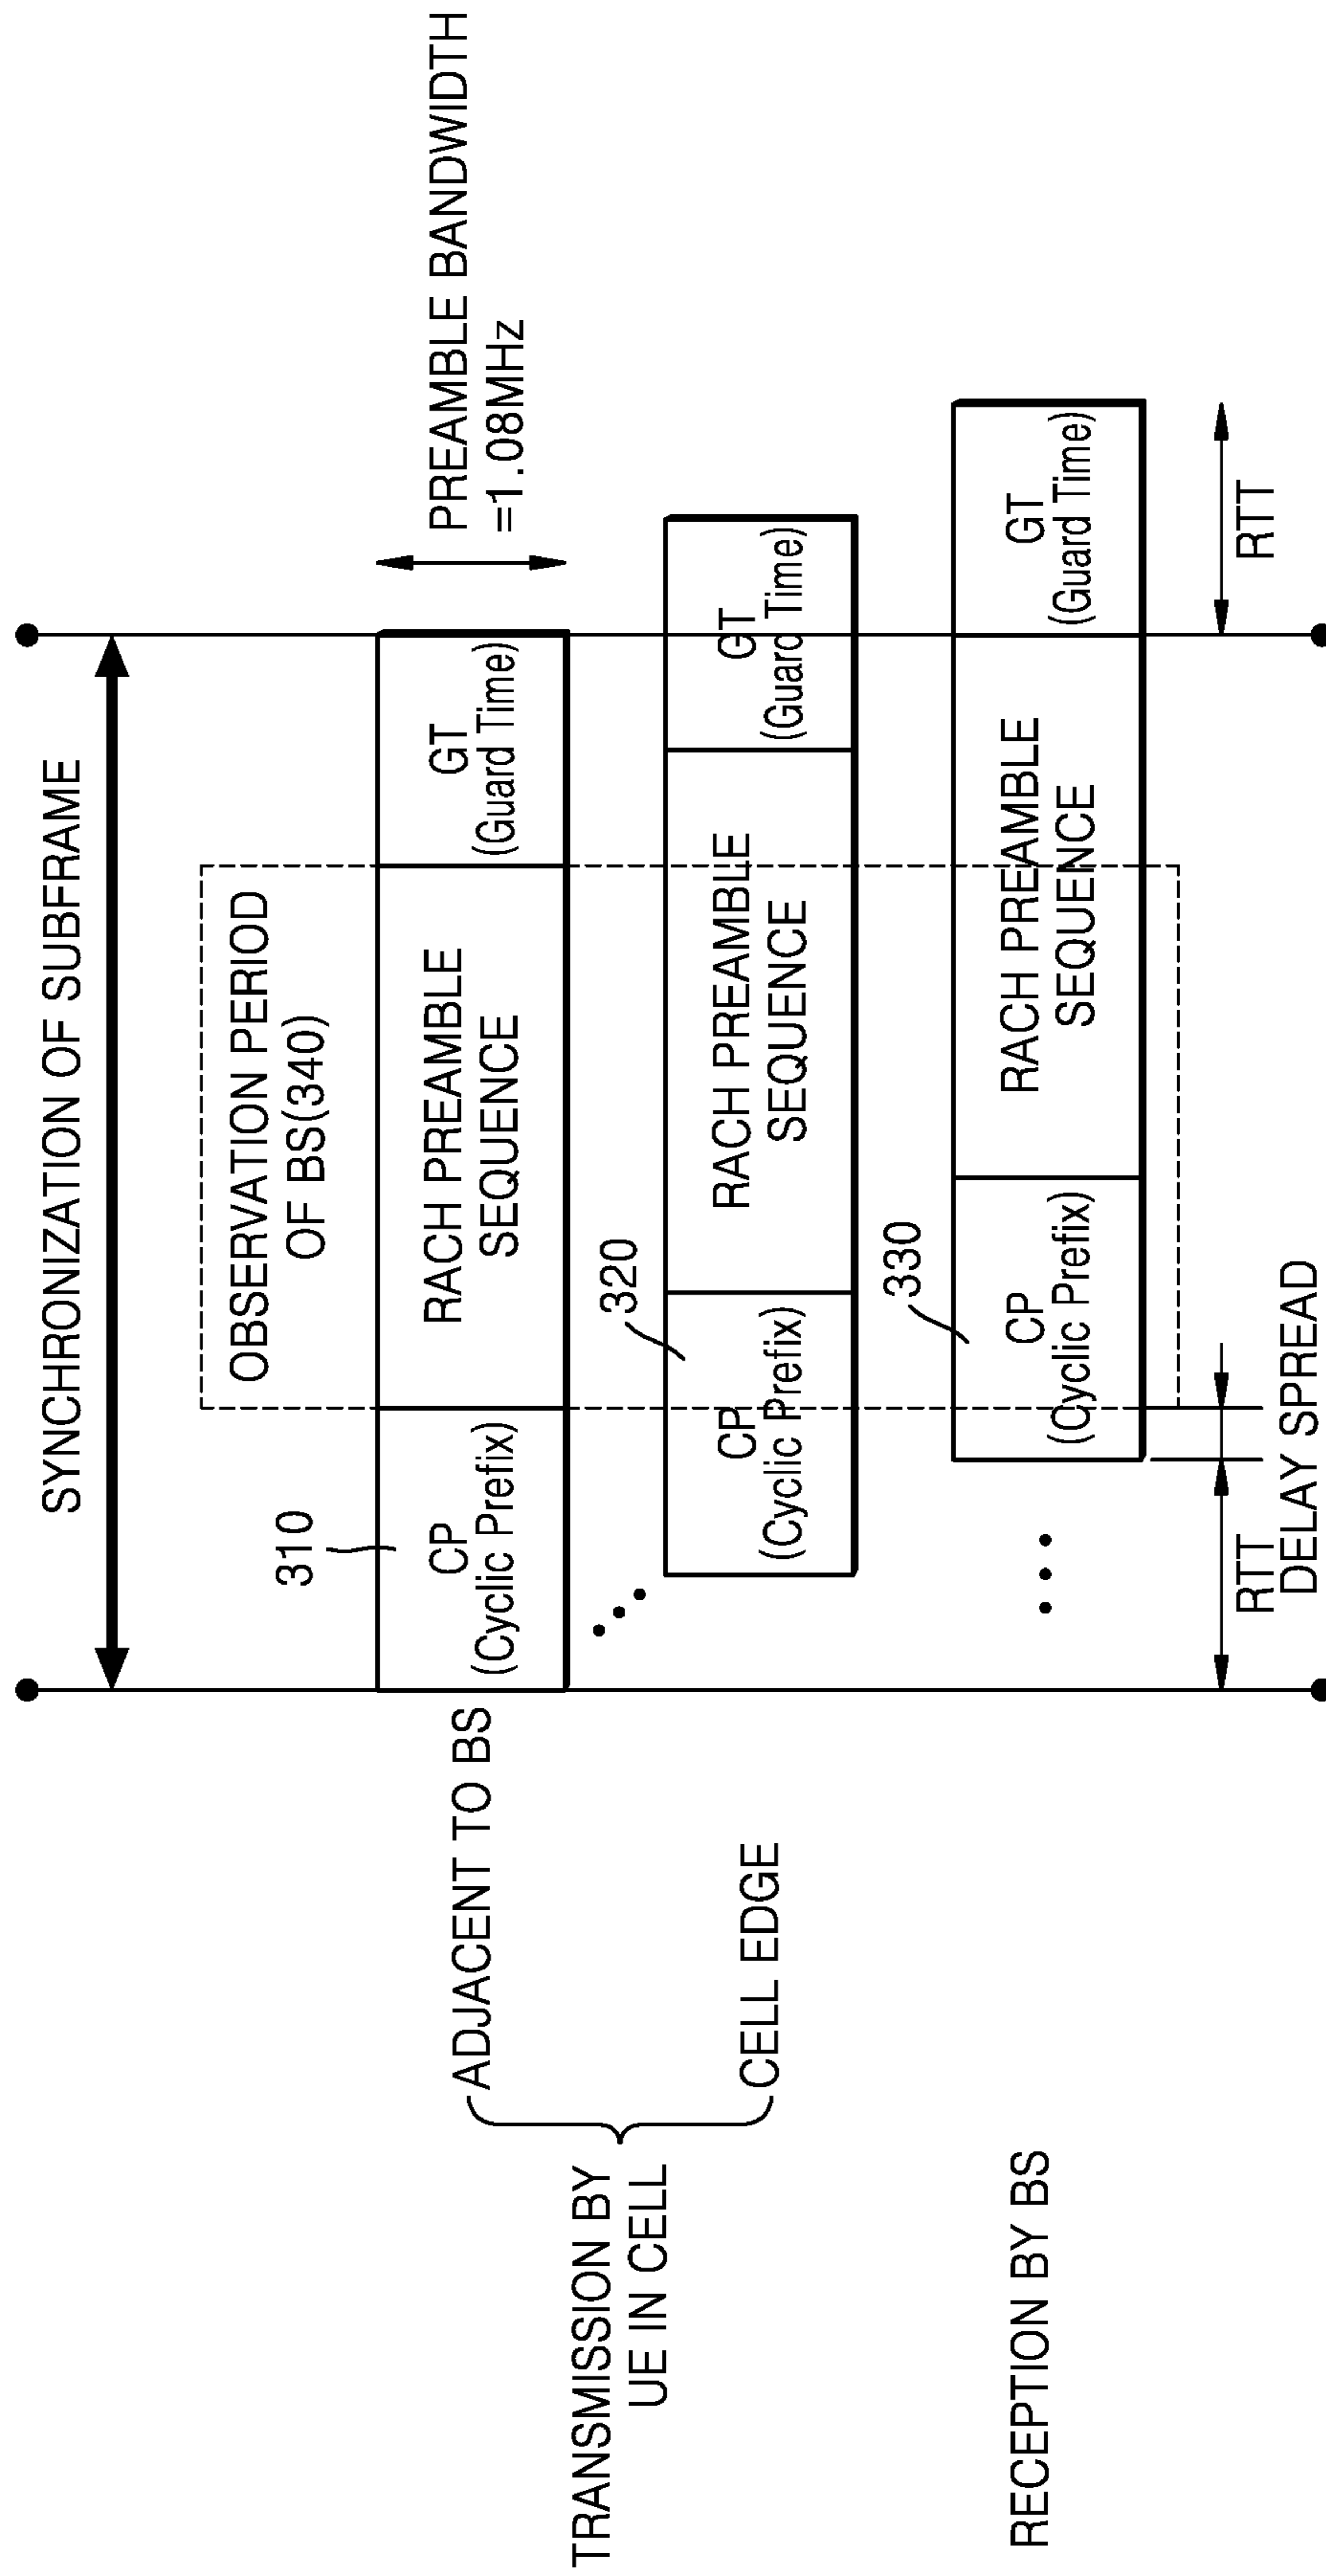 SYNCHRONIZATION OF SUBFRAME
OBSERVATION PERIOD
OF BS(340)
PREAMBLE BANDWIDTH
=1.08MHz
TRANSMISSION BY
UE IN CELL
ADJACENT TO BS
310
CP
(Cyclic Prefix)
RACH PREAMBLE
SEQUENCE
GT
(Guard Time)
CELL EDGE
320
CP
(Cyclic Prefix)
RACH PREAMBLE
SEQUENCE
GT
(Guard Time)
RECEPTION BY BS
330
CP
(Cyclic Prefix)
RACH PREAMBLE
SEQUENCE
GT
(Guard Time)
RTT
DELAY SPREAD
RTT